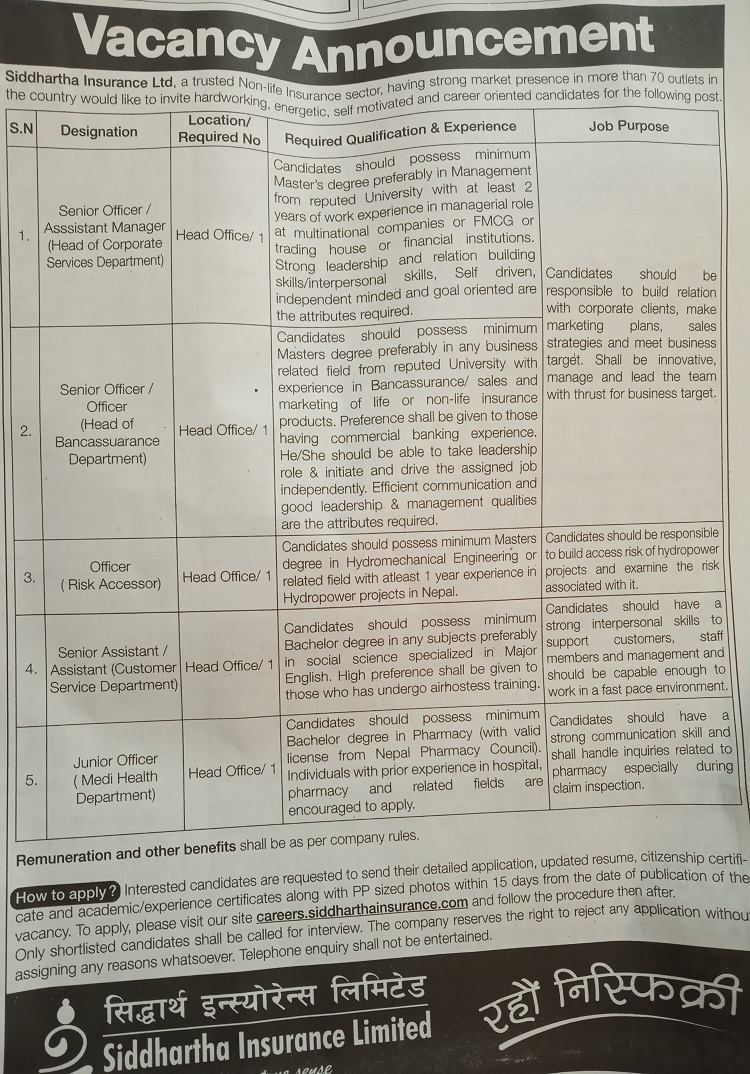 Vacancy Announcement
Siddhartha Insurance Ltd, a trusted Non-life Insurance sector, having strong market presence in more than 70 outlets in
the country would like to invite hardworking, energetic, self motivated and career oriented candidates for the following post.
S.N
Designation
Location/
Required No
Required Qualification & Experience
Job Purpose
1.
Senior Officer /
Asssistant Manager
(Head of Corporate
Services Department)
Head Office/ 1
Candidates should possess minimum
Master's degree preferably in Management
from reputed University with at least 2
years of work experience in managerial role
at multinational companies or FMCG or
trading house or financial institutions.
Strong leadership and relation building
skills/interpersonal skills, Self driven,
independent minded and goal oriented are
the attributes required.
Candidates should be
responsible to build relation
with corporate clients, make
marketing plans, sales
strategies and meet business
target. Shall be innovative,
manage and lead the team
with thrust for business target.
2.
Senior Officer /
Officer
(Head of
Bancassuarance
Department)
Head Office/ 1
Candidates should possess minimum
Masters degree preferably in any business
related field from reputed University with
experience in Bancassurance/ sales and
marketing of life or non-life insurance
products. Preference shall be given to those
having commercial banking experience.
He/She should be able to take leadership
role & initiate and drive the assigned job
independently. Efficient communication and
good leadership & management qualities
are the attributes required.
3.
Officer
( Risk Accessor)
Head Office/ 1
Candidates should possess minimum Masters
degree in Hydromechanical Engineering or
related field with atleast 1 year experience in
Hydropower projects in Nepal.
Candidates should be responsible
to build access risk of hydropower
projects and examine the risk
associated with it.
4.
Senior Assistant /
Assistant (Customer
Service Department)
Head Office/ 1
Candidates should possess minimum
Bachelor degree in any subjects preferably
in social science specialized in Major
English. High preference shall be given to
those who has undergo airhostess training.
Candidates should have a
strong interpersonal skills to
support customers, staff
members and management and
should be capable enough to
work in a fast pace environment.
5.
Junior Officer
( Medi Health
Department)
Head Office/ 1
Candidates should possess minimum
Bachelor degree in Pharmacy (with valid
license from Nepal Pharmacy Council).
Individuals with prior experience in hospital,
pharmacy and related fields are
encouraged to apply.
Candidates should have a
strong communication skill and
shall handle inquiries related to
pharmacy especially during
claim inspection.
Remuneration and other benefits shall be as per company rules.
How to apply? Interested candidates are requested to send their detailed application, updated resume, citizenship certifi-
cate and academic/experience certificates along with PP sized photos within 15 days from the date of publication of the
vacancy. To apply, please visit our site careers.siddharthainsurance.com and follow the procedure then after.
Only shortlisted candidates shall be called for interview. The company reserves the right to reject any application without
assigning any reasons whatsoever. Telephone enquiry shall not be entertained.
सिद्धार्थ इन्स्योरेन्स लिमिटेड
Siddhartha Insurance Limited
sense
रहौं निस्फिक्री